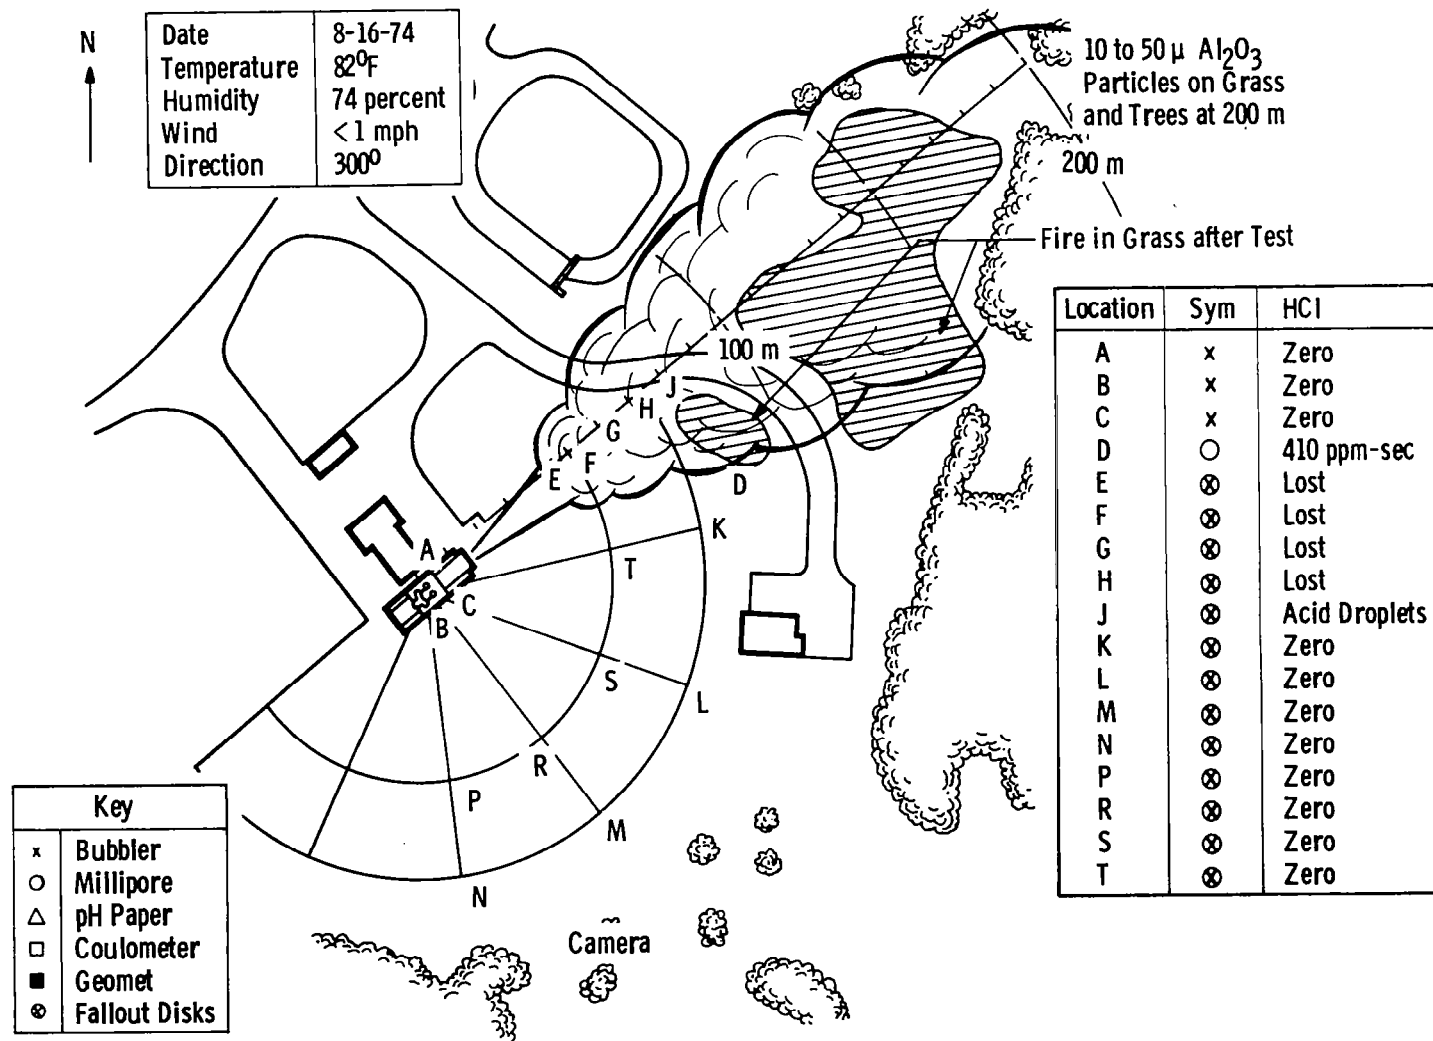 N
Date 8-16-74
Temperature 82°F
Humidity 74 percent
Wind < 1 mph
Direction 300°
10 to 50 μ Al₂O₃
Particles on Grass
and Trees at 200 m
200 m
Fire in Grass after Test
100 m
J
H
G
F
E
D
K
A
T
C
B
S
L
R
P
M
N
Camera
Location Sym HCl
A x Zero
B x Zero
C x Zero
D ○ 410 ppm-sec
E ⊗ Lost
F ⊗ Lost
G ⊗ Lost
H ⊗ Lost
J ⊗ Acid Droplets
K ⊗ Zero
L ⊗ Zero
M ⊗ Zero
N ⊗ Zero
P ⊗ Zero
R ⊗ Zero
S ⊗ Zero
T ⊗ Zero
Key
x Bubbler
○ Millipore
△ pH Paper
□ Coulometer
■ Geomet
⊗ Fallout Disks